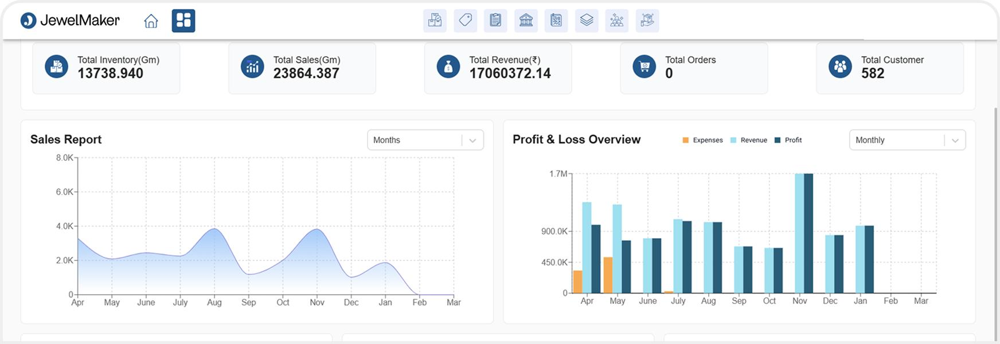 JewelMaker
Total Inventory(Gm)
13738.940
Total Sales(Gm)
23864.387
Total Revenue(₹)
17060372.14
Total Orders
0
Total Customer
582
Sales Report
Months
8.0K
6.0K
4.0K
2.0K
0
Apr May June July Aug Sep Oct Nov Dec Jan Feb Mar
Profit & Loss Overview
Expenses Revenue Profit
Monthly
1.7M
900.0K
450.0K
0
Apr May June July Aug Sep Oct Nov Dec Jan Feb Mar